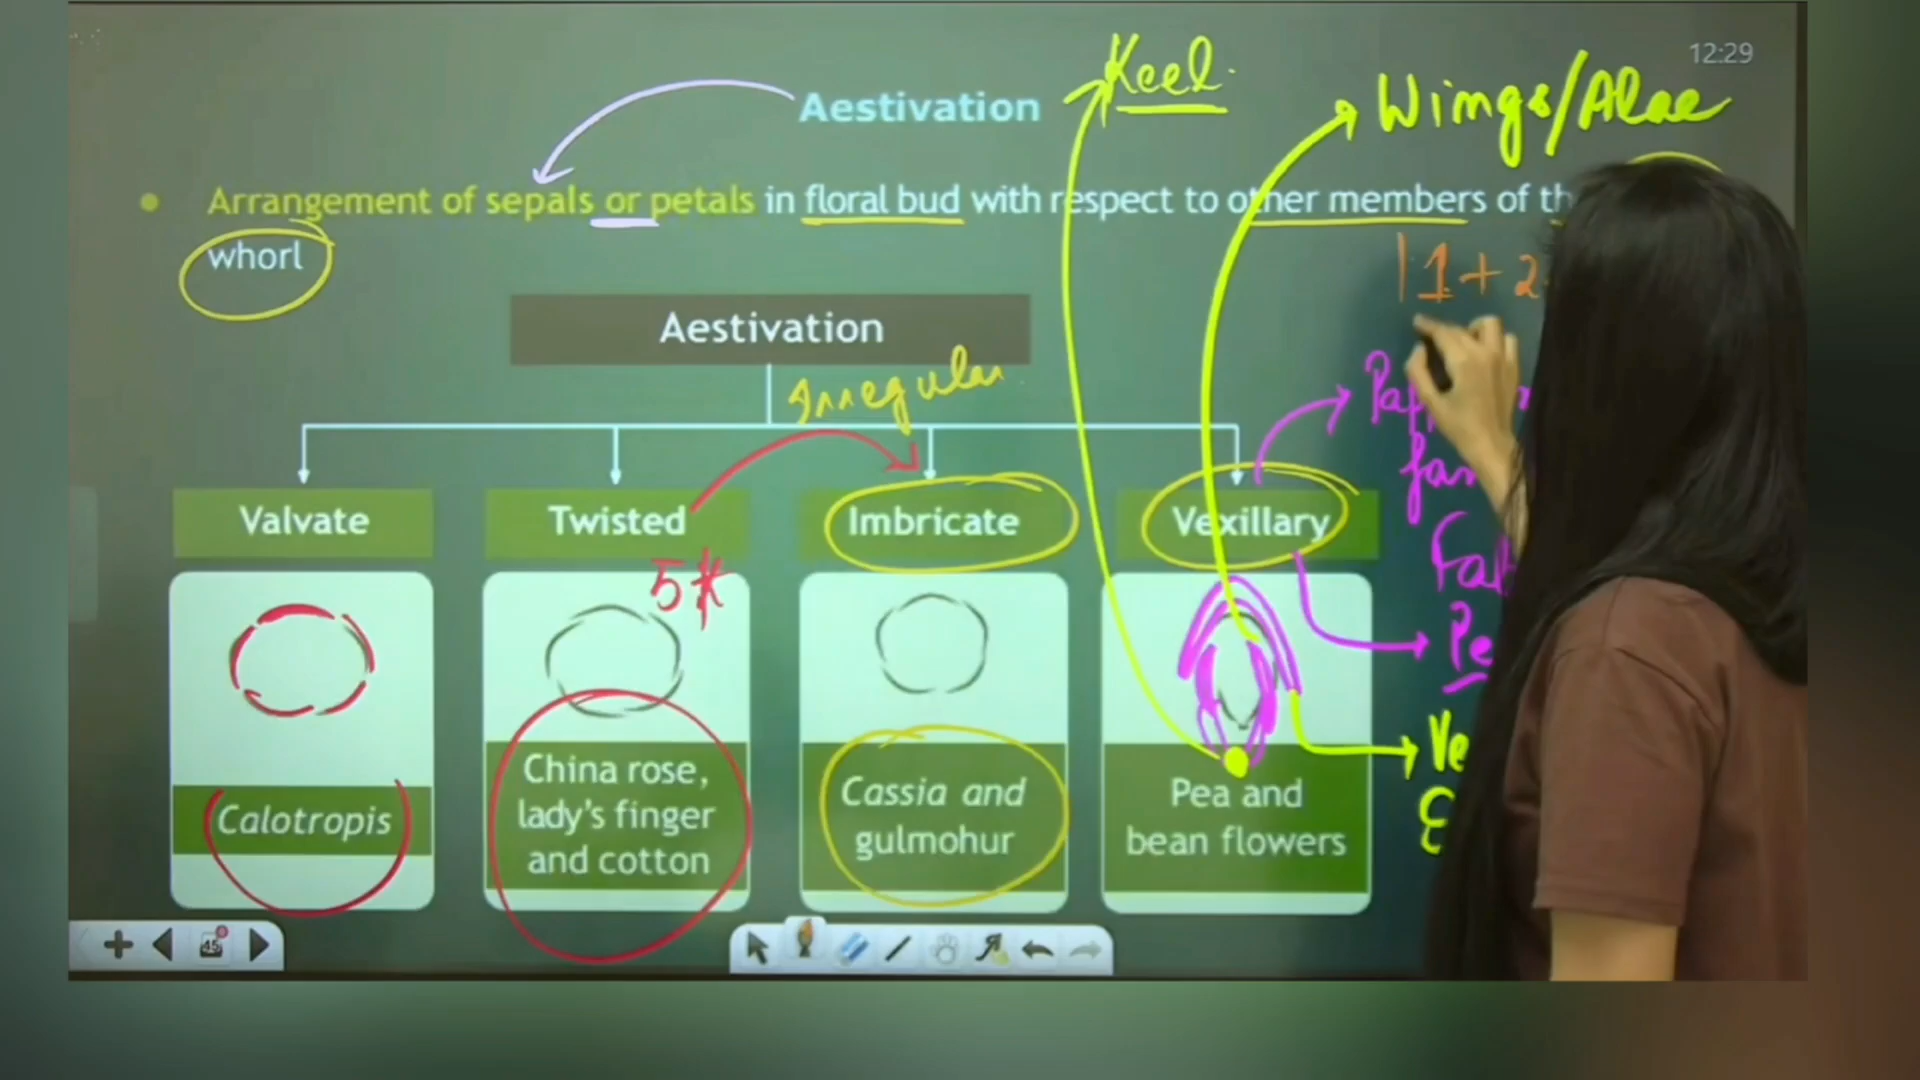 12:29
Keel.
Wings/Alae
Aestivation
Arrangement of sepals or petals in floral bud with respect to other members of
whorl
1+2
Aestivation
Irregular
Valvate
Twisted
Imbricate
Vexillary
5*
Calotropis
China rose,
lady's finger
and cotton
Cassia and
gulmohur
Pea and
bean flowers
45